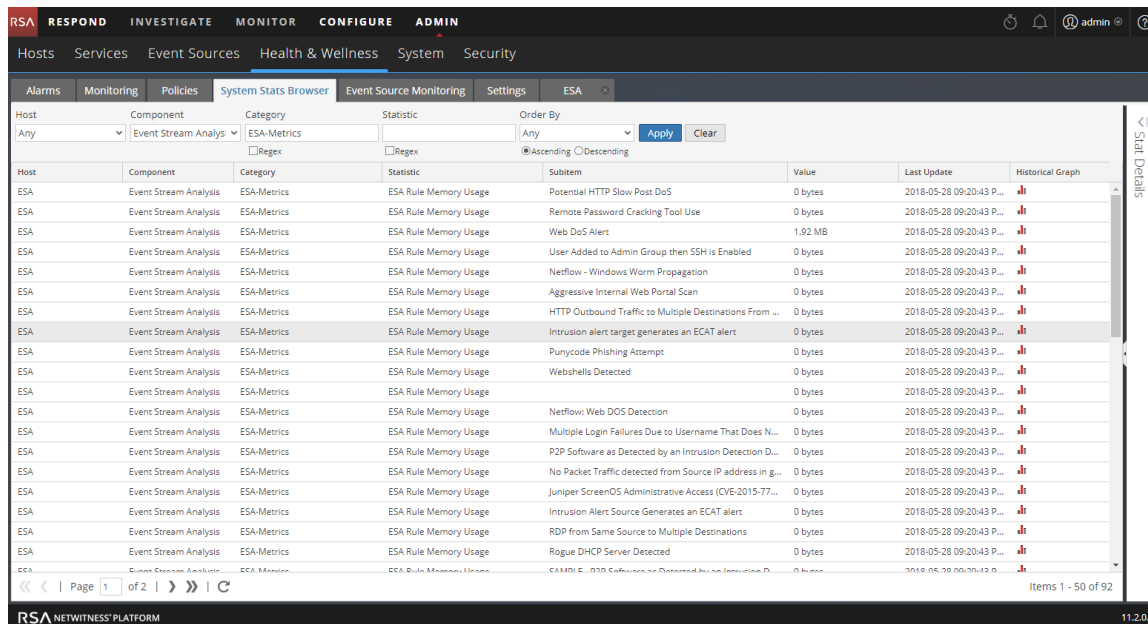 RSA RESPOND INVESTIGATE MONITOR CONFIGURE ADMIN admin
Hosts Services Event Sources Health & Wellness System Security
Alarms Monitoring Policies System Stats Browser Event Source Monitoring Settings ESA
Host Component Category Statistic Order By
Any Event Stream Analysi ESA-Metrics Any Apply Clear
Regex Regex Ascending Descending
Stat Details
Host Component Category Statistic Subitem Value Last Update Historical Graph
ESA Event Stream Analysis ESA-Metrics ESA Rule Memory Usage Potential HTTP Slow Post DoS 0 bytes 2018-05-28 09:20:43 P...
ESA Event Stream Analysis ESA-Metrics ESA Rule Memory Usage Remote Password Cracking Tool Use 0 bytes 2018-05-28 09:20:43 P...
ESA Event Stream Analysis ESA-Metrics ESA Rule Memory Usage Web DoS Alert 1.92 MB 2018-05-28 09:20:43 P...
ESA Event Stream Analysis ESA-Metrics ESA Rule Memory Usage User Added to Admin Group then SSH is Enabled 0 bytes 2018-05-28 09:20:43 P...
ESA Event Stream Analysis ESA-Metrics ESA Rule Memory Usage Netflow - Windows Worm Propagation 0 bytes 2018-05-28 09:20:43 P...
ESA Event Stream Analysis ESA-Metrics ESA Rule Memory Usage Aggressive Internal Web Portal Scan 0 bytes 2018-05-28 09:20:43 P...
ESA Event Stream Analysis ESA-Metrics ESA Rule Memory Usage HTTP Outbound Traffic to Multiple Destinations From ... 0 bytes 2018-05-28 09:20:43 P...
ESA Event Stream Analysis ESA-Metrics ESA Rule Memory Usage Intrusion alert target generates an ECAT alert 0 bytes 2018-05-28 09:20:43 P...
ESA Event Stream Analysis ESA-Metrics ESA Rule Memory Usage Punycode Phishing Attempt 0 bytes 2018-05-28 09:20:43 P...
ESA Event Stream Analysis ESA-Metrics ESA Rule Memory Usage Webshells Detected 0 bytes 2018-05-28 09:20:43 P...
ESA Event Stream Analysis ESA-Metrics ESA Rule Memory Usage 0 bytes 2018-05-28 09:20:43 P...
ESA Event Stream Analysis ESA-Metrics ESA Rule Memory Usage Netflow: Web DOS Detection 0 bytes 2018-05-28 09:20:43 P...
ESA Event Stream Analysis ESA-Metrics ESA Rule Memory Usage Multiple Login Failures Due to Username That Does N... 0 bytes 2018-05-28 09:20:43 P...
ESA Event Stream Analysis ESA-Metrics ESA Rule Memory Usage P2P Software as Detected by an Intrusion Detection D... 0 bytes 2018-05-28 09:20:43 P...
ESA Event Stream Analysis ESA-Metrics ESA Rule Memory Usage No Packet Traffic detected from Source IP address in g... 0 bytes 2018-05-28 09:20:43 P...
ESA Event Stream Analysis ESA-Metrics ESA Rule Memory Usage Juniper ScreenOS Administrative Access (CVE-2015-77... 0 bytes 2018-05-28 09:20:43 P...
ESA Event Stream Analysis ESA-Metrics ESA Rule Memory Usage Intrusion Alert Source Generates an ECAT alert 0 bytes 2018-05-28 09:20:43 P...
ESA Event Stream Analysis ESA-Metrics ESA Rule Memory Usage RDP from Same Source to Multiple Destinations 0 bytes 2018-05-28 09:20:43 P...
ESA Event Stream Analysis ESA-Metrics ESA Rule Memory Usage Rogue DHCP Server Detected 0 bytes 2018-05-28 09:20:43 P...
ESA Event Stream Analysis ESA-Metrics ESA Rule Memory Usage SAMPLE - P2P Software as Detected by an Intrusion D... 0 bytes 2018-05-28 09:20:43 P...
Page 1 of 2 Items 1 - 50 of 92
RSA NETWITNESS® PLATFORM 11.2.0